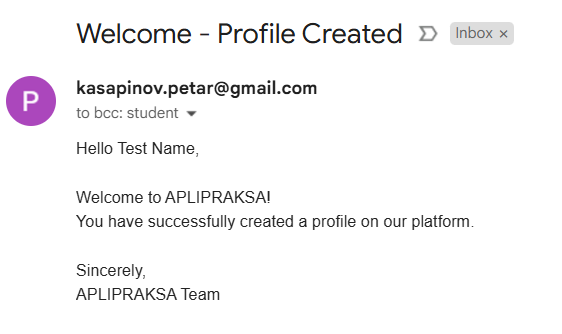 Welcome - Profile Created
Inbox ×
P
kasapinov.petar@gmail.com
to bcc: student
Hello Test Name,
Welcome to APLIPRAKSA!
You have successfully created a profile on our platform.
Sincerely,
APLIPRAKSA Team